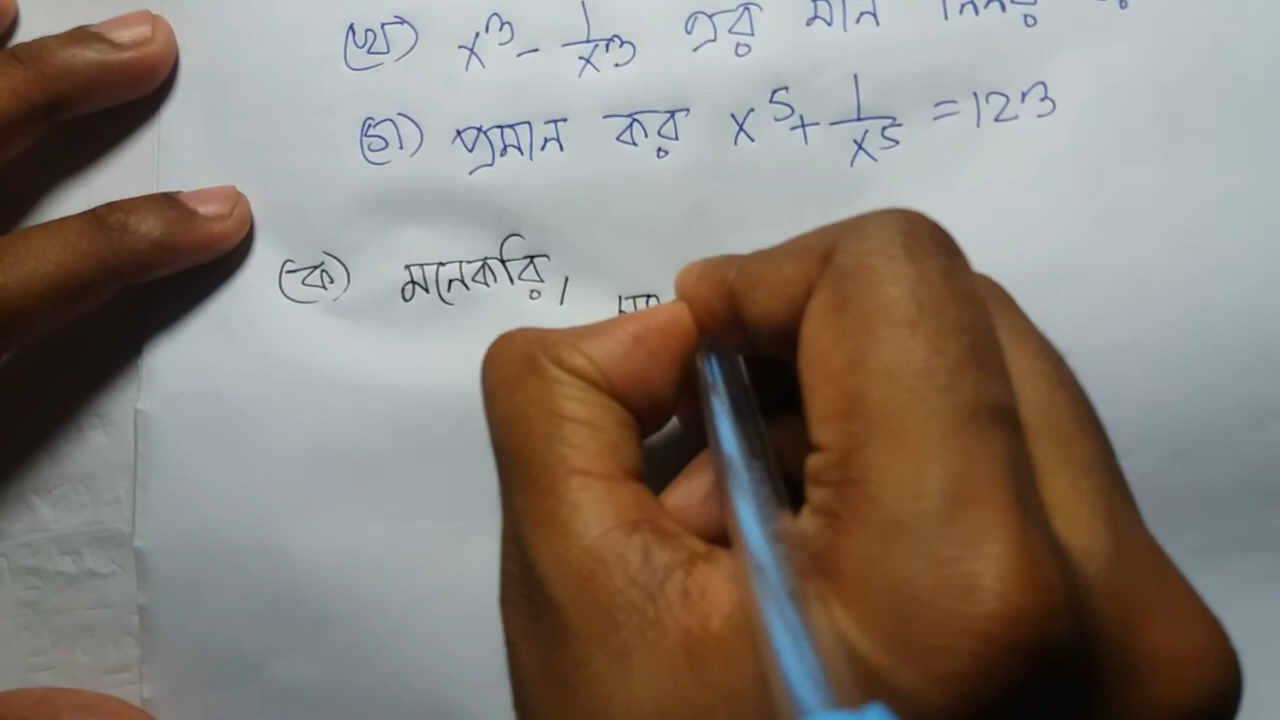 (খ) x³ - 1/x³ এর মান
(গ) প্রমান কর x⁵ + 1/x⁵ = 123
(ক) মনেকরি,